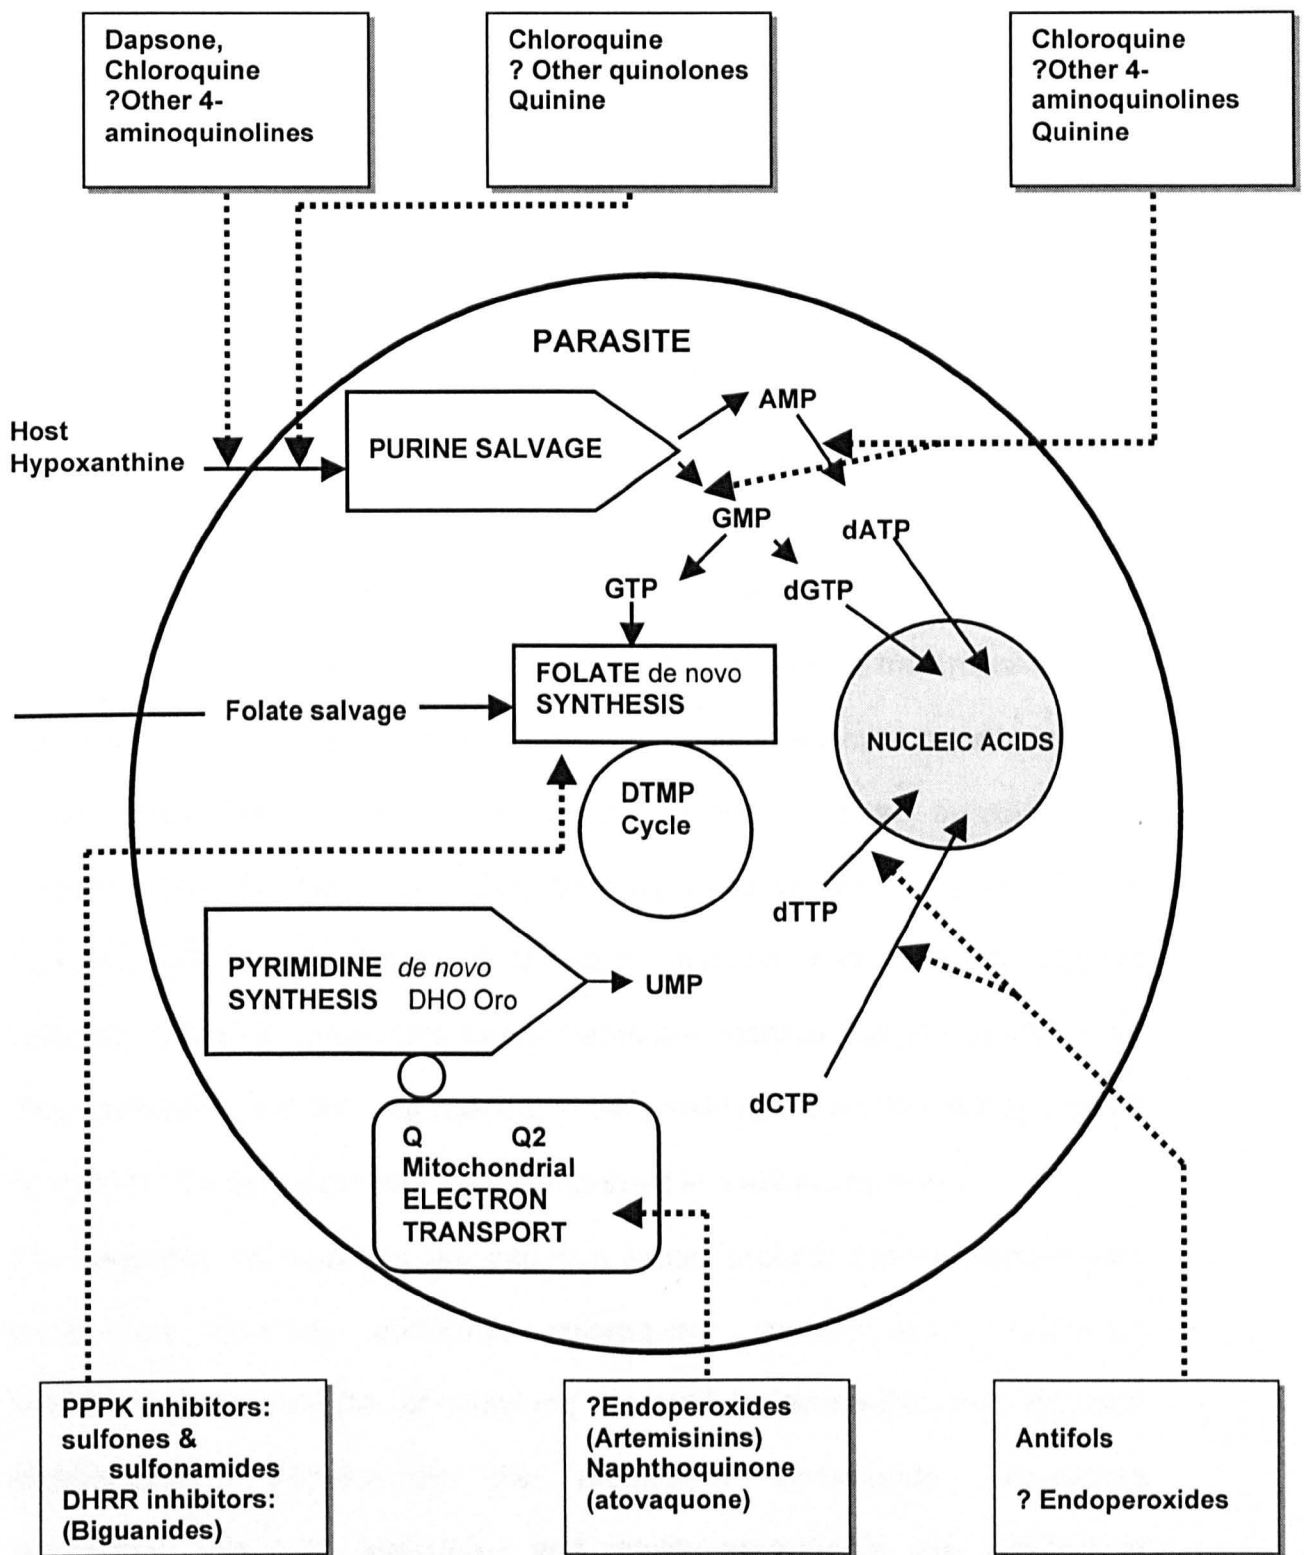 Dapsone,
Chloroquine
?Other 4-
aminoquinolines
Chloroquine
? Other quinolones
Quinine
Chloroquine
?Other 4-
aminoquinolines
Quinine
PARASITE
Host
Hypoxanthine
PURINE SALVAGE
AMP
GMP
dATP
GTP
dGTP
FOLATE de novo
SYNTHESIS
Folate salvage
NUCLEIC ACIDS
DTMP
Cycle
dTTP
PYRIMIDINE de novo
SYNTHESIS DHO Oro
UMP
dCTP
Q Q2
Mitochondrial
ELECTRON
TRANSPORT
PPPK inhibitors:
sulfones &
sulfonamides
DHRR inhibitors:
(Biguanides)
?Endoperoxides
(Artemisinins)
Naphthoquinone
(atovaquone)
Antifols
? Endoperoxides